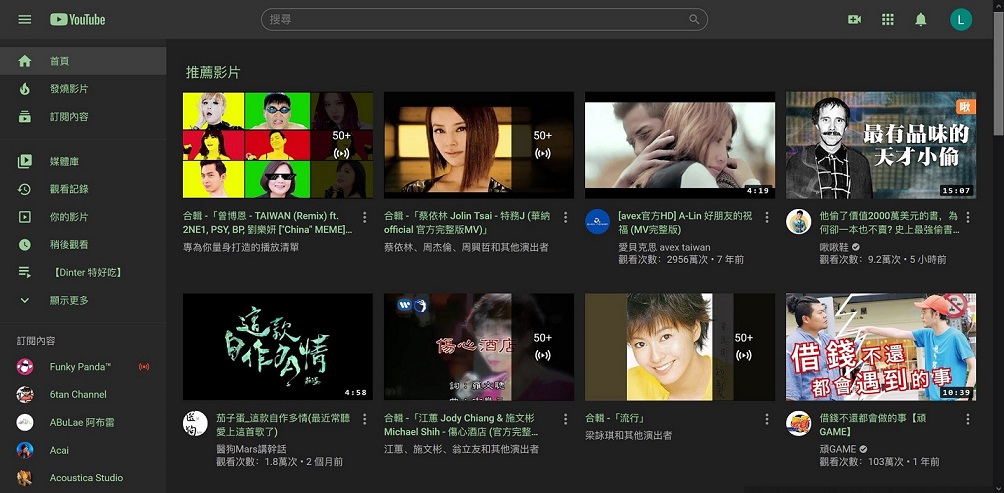 YouTube
搜尋
L
首頁
發燒影片
訂閱內容
媒體庫
觀看記錄
你的影片
稍後觀看
【Dinter 特好吃】
顯示更多
訂閱內容
Funky Panda™
6tan Channel
ABuLae 阿布雷
Acai
Acoustica Studio
推薦影片
50+
合輯 -「曾博恩 - TAIWAN (Remix) ft.
2NE1, PSY, BP, 劉樂妍 ["China" MEME]...
專為你量身打造的播放清單
50+
合輯 -「蔡依林 Jolin Tsai - 特務J (華納
official 官方完整版MV)」
蔡依林、周杰倫、周興哲和其他演出者
4:19
[avex官方HD] A-Lin 好朋友的祝
福 (MV完整版)
愛貝克思 avex taiwan
觀看次數：2956萬次 • 7 年前
啾
最有品味的
天才小偷
15:07
他偷了價值2000萬美元的書，為
何卻一本也不賣? 史上最強偷書...
啾啾鞋
觀看次數：9.2萬次 • 5 小時前
這款
自作多情
4:58
茄子蛋_這款自作多情(最近常聽
愛上這首歌了)
醫狗Mars講幹話
觀看次數：1.8萬次 • 2 個月前
傷心酒店
50+
合輯 -「江蕙 Jody Chiang & 施文彬
Michael Shih - 傷心酒店 (官方完整...
江蕙、施文彬、翁立友和其他演出者
50+
合輯 -「流行」
梁詠琪和其他演出者
借錢不還
都會遇到的事
10:39
借錢不還都會做的事【頑
GAME】
頑GAME
觀看次數：103萬次 • 1 年前